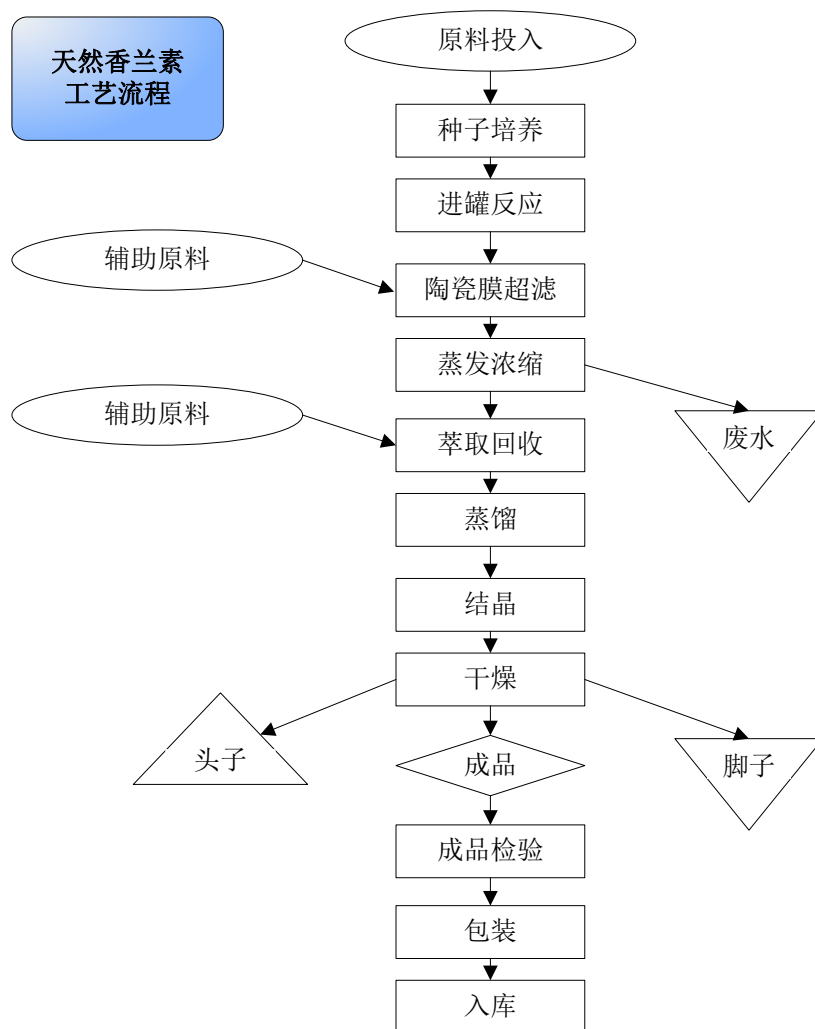 天然香兰素
工艺流程
原料投入
种子培养
进罐反应
辅助原料
陶瓷膜超滤
蒸发浓缩
辅助原料
废水
萃取回收
蒸馏
结晶
干燥
头子
成品
脚子
成品检验
包装
入库